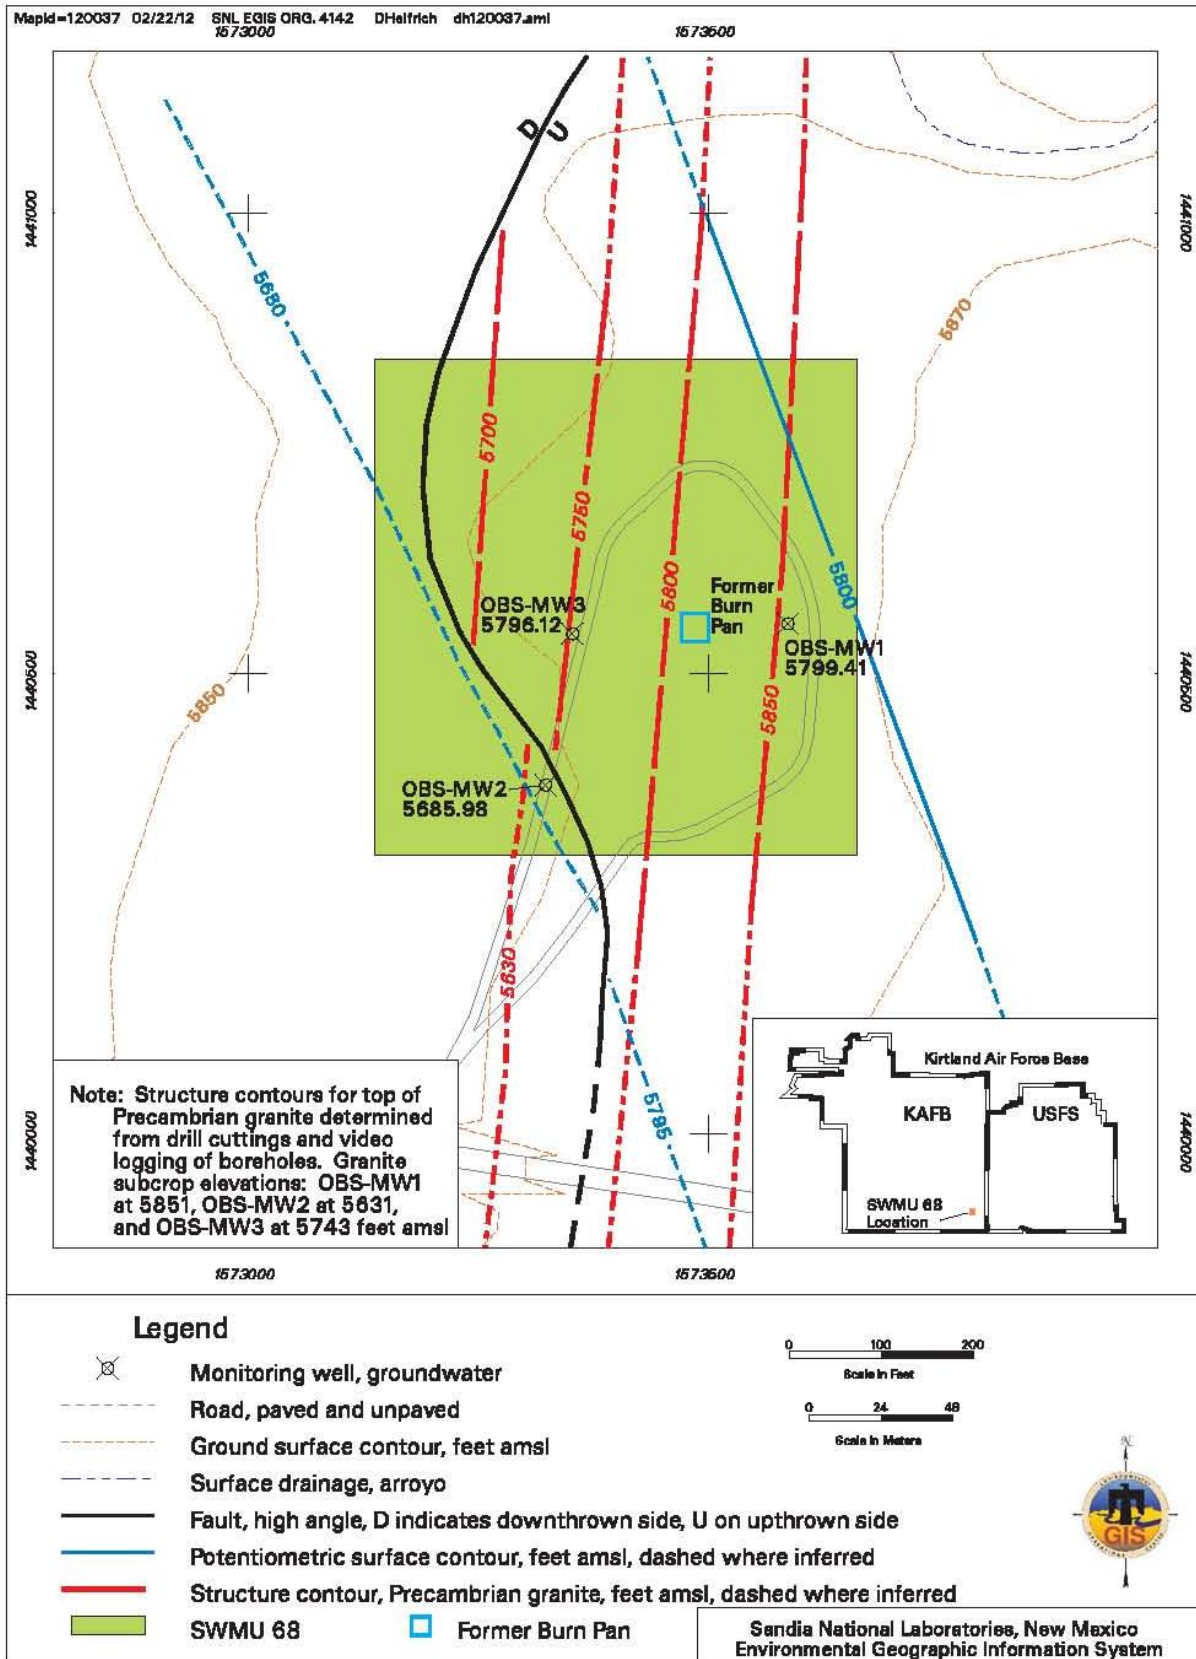 MapId=120037 02/22/12 SNL EGIS ORG. 4142 DHelfrich dh120037.aml
1573000
1573500
D
U
1441000
1441000
5680
5870
5700
5750
5800
5800
Former
Burn
Pan
OBS-MW3
5796.12
OBS-MW1
5799.41
1440500
1440500
5850
5850
OBS-MW2
5685.98
5630
5795
Note: Structure contours for top of
Precambrian granite determined
from drill cuttings and video
logging of boreholes. Granite
subcrop elevations: OBS-MW1
at 5851, OBS-MW2 at 5631,
and OBS-MW3 at 5743 feet amsl
Kirtland Air Force Base
KAFB
USFS
SWMU 68
Location
1440000
1440000
1573000
1573500
Legend
Monitoring well, groundwater
Road, paved and unpaved
Ground surface contour, feet amsl
Surface drainage, arroyo
Fault, high angle, D indicates downthrown side, U on upthrown side
Potentiometric surface contour, feet amsl, dashed where inferred
Structure contour, Precambrian granite, feet amsl, dashed where inferred
SWMU 68
Former Burn Pan
0 100 200
Scale in Feet
0 24 48
Scale in Meters
N
GIS
Sandia National Laboratories, New Mexico
Environmental Geographic Information System